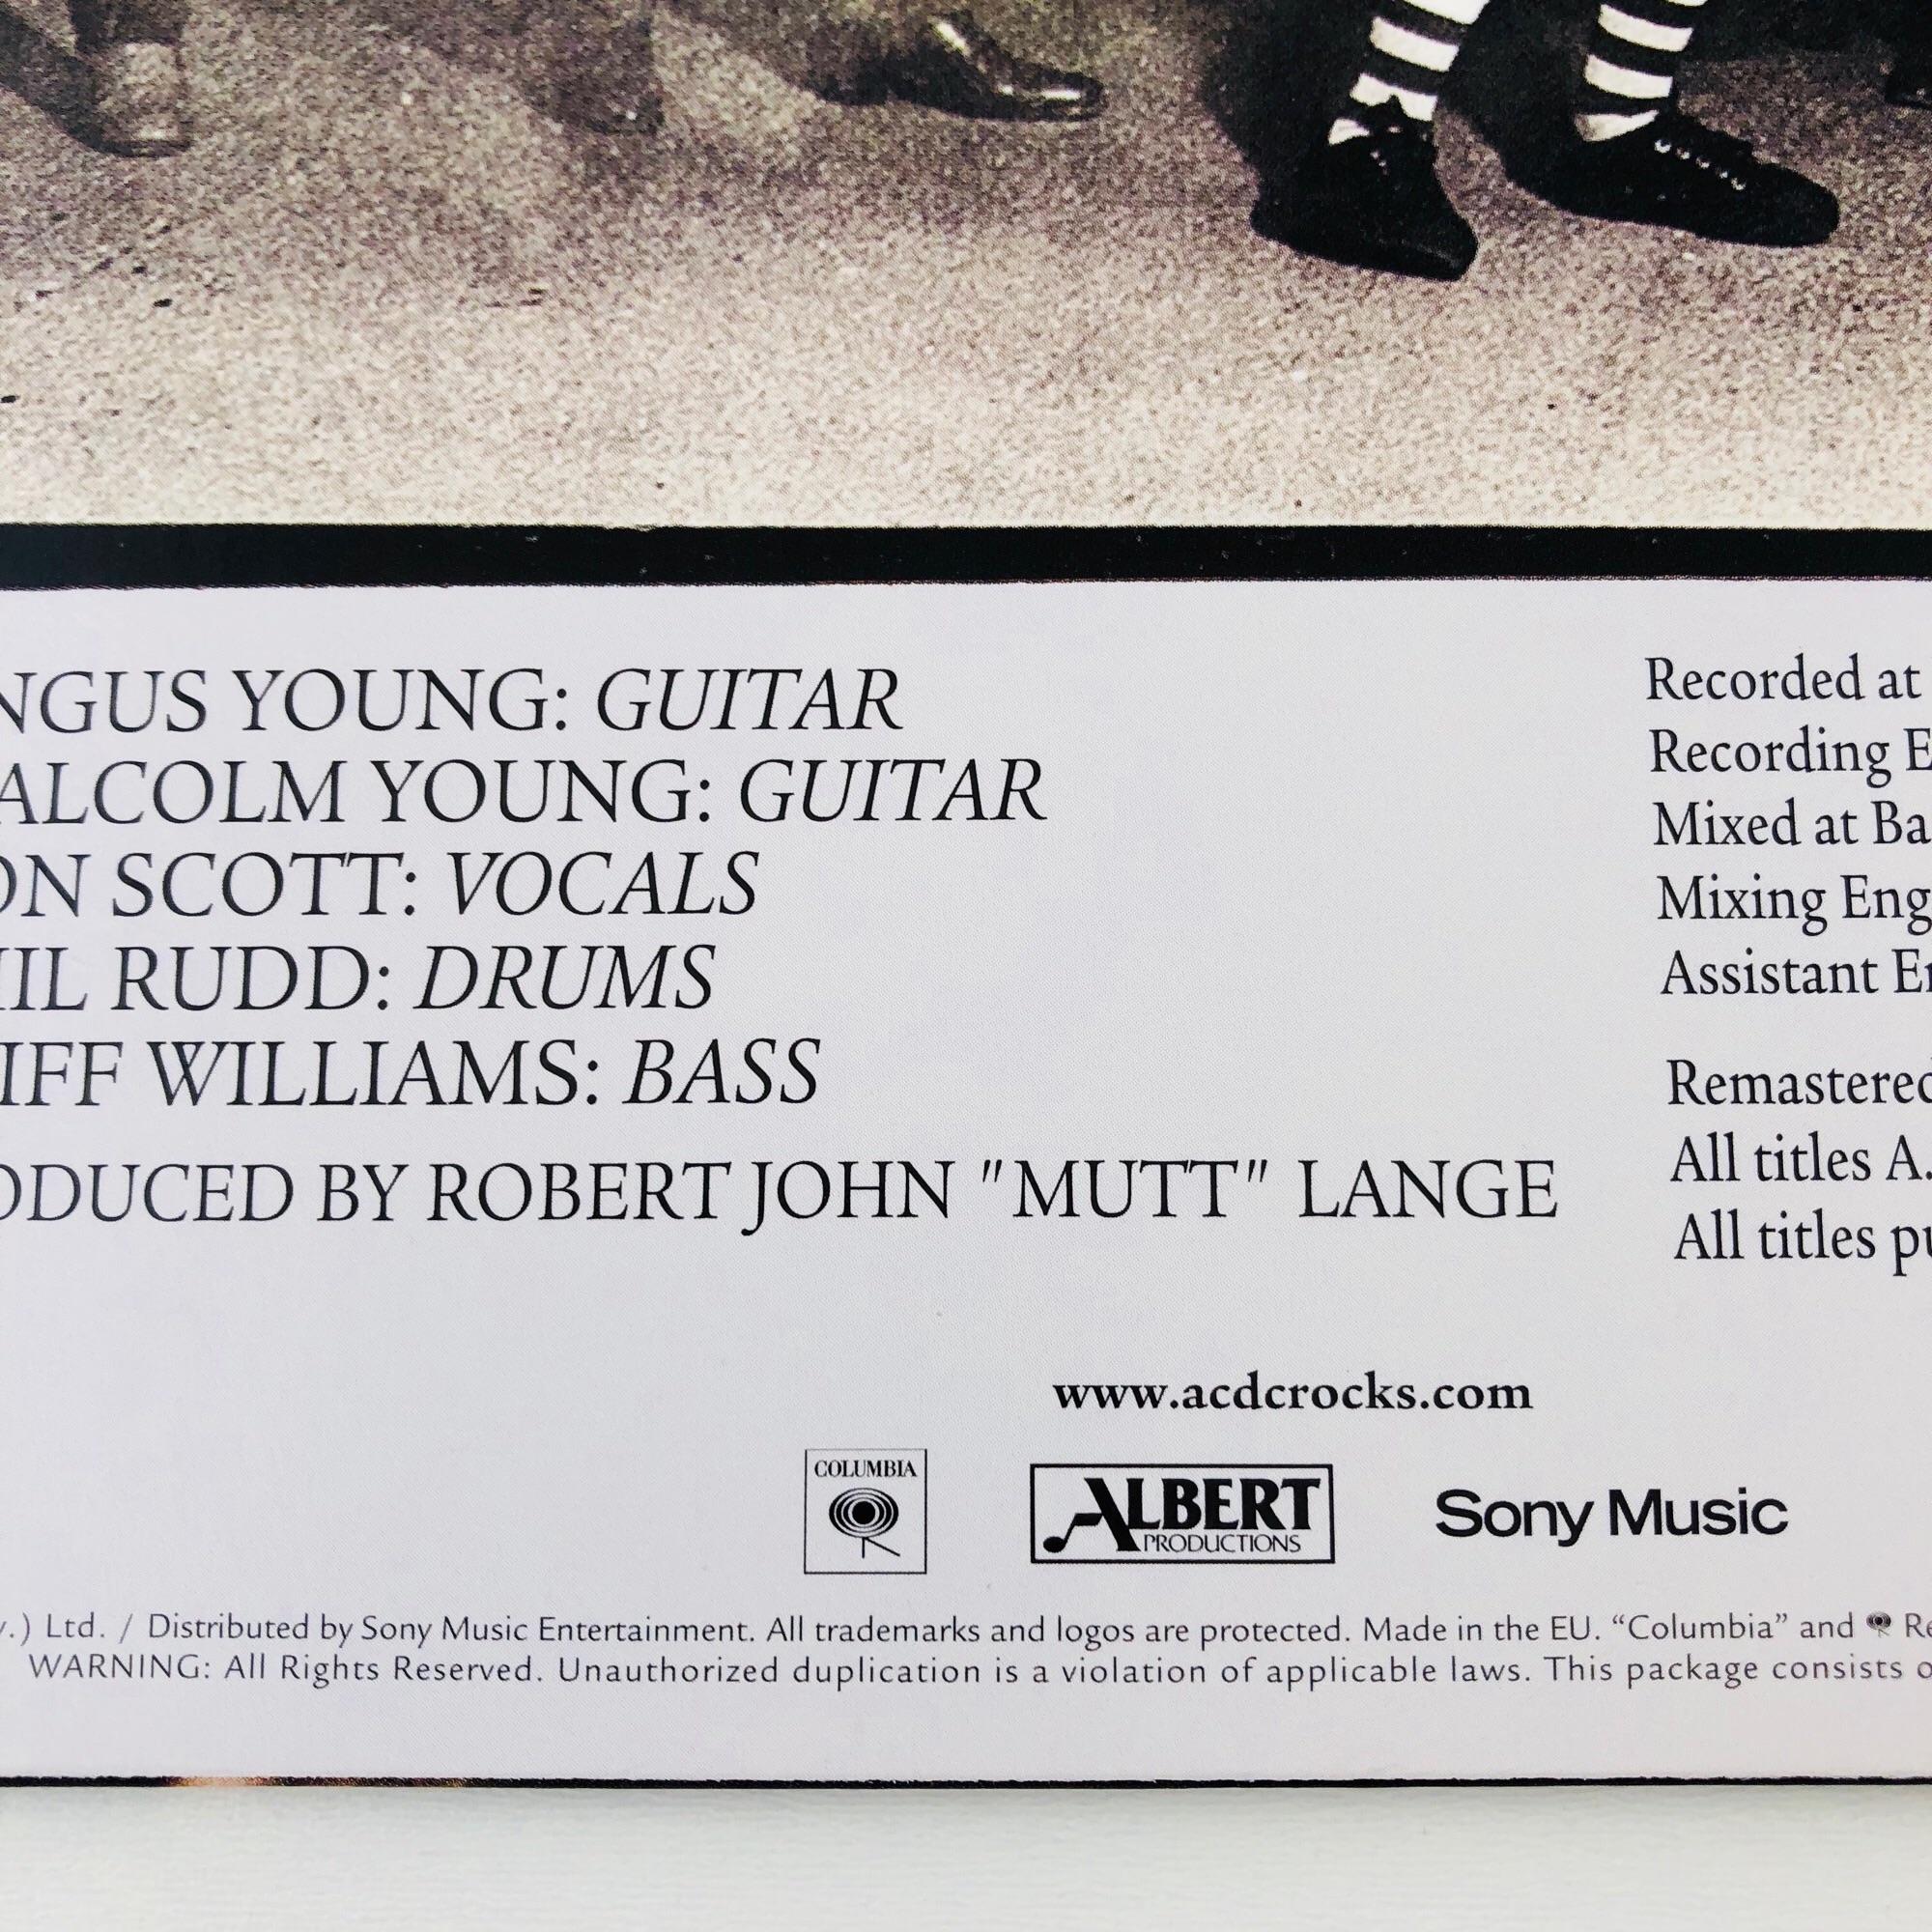 NGUS YOUNG: GUITAR
ALCOLM YOUNG: GUITAR
ON SCOTT: VOCALS
IL RUDD: DRUMS
IFF WILLIAMS: BASS
ODUCED BY ROBERT JOHN "MUTT" LANGE
Recorded at
Recording E
Mixed at Ba
Mixing Eng
Assistant En
Remastered
All titles A.
All titles pu
www.acdcrocks.com
COLUMBIA
ALBERT
PRODUCTIONS
Sony Music
y.) Ltd. / Distributed by Sony Music Entertainment. All trademarks and logos are protected. Made in the EU. “Columbia” and Re
WARNING: All Rights Reserved. Unauthorized duplication is a violation of applicable laws. This package consists o